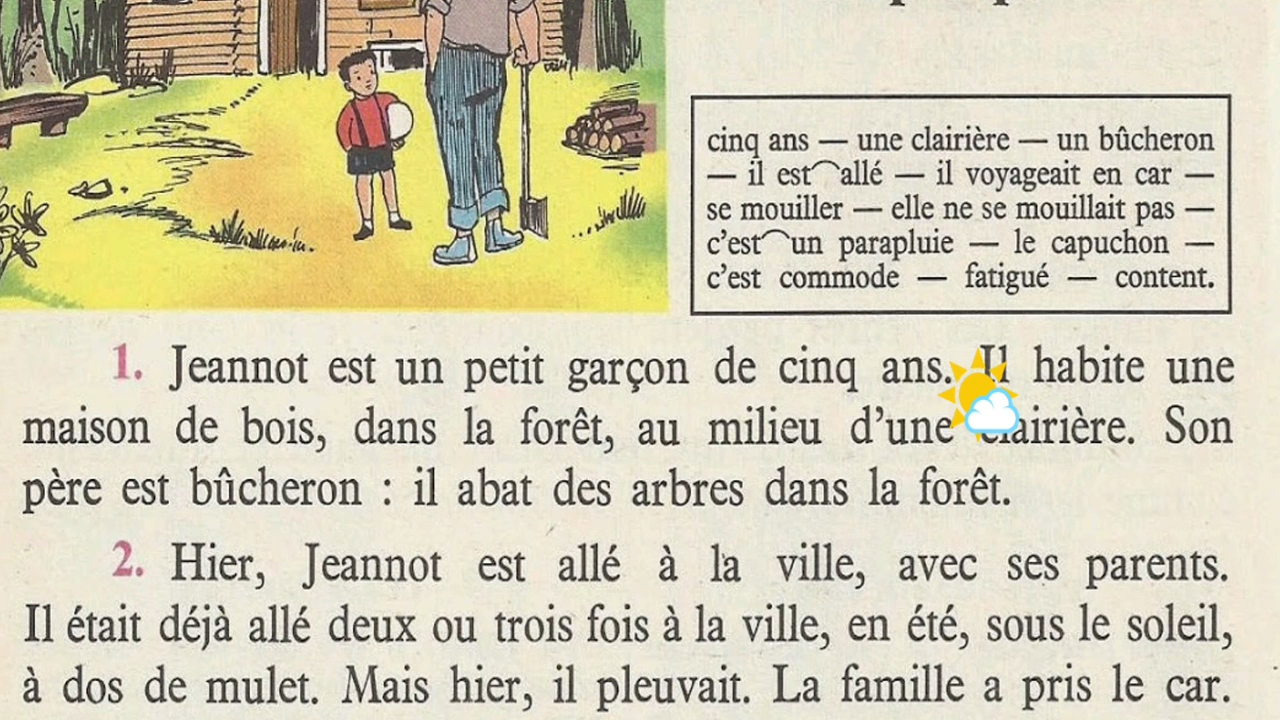 cinq ans — une clairière — un bûcheron
— il est‿allé — il voyageait en car —
se mouiller — elle ne se mouillait pas —
c'est‿un parapluie — le capuchon —
c'est commode — fatigué — content.
1. Jeannot est un petit garçon de cinq ans. Il habite une
maison de bois, dans la forêt, au milieu d'une clairière. Son
père est bûcheron : il abat des arbres dans la forêt.
2. Hier, Jeannot est allé à la ville, avec ses parents.
Il était déjà allé deux ou trois fois à la ville, en été, sous le soleil,
à dos de mulet. Mais hier, il pleuvait. La famille a pris le car.